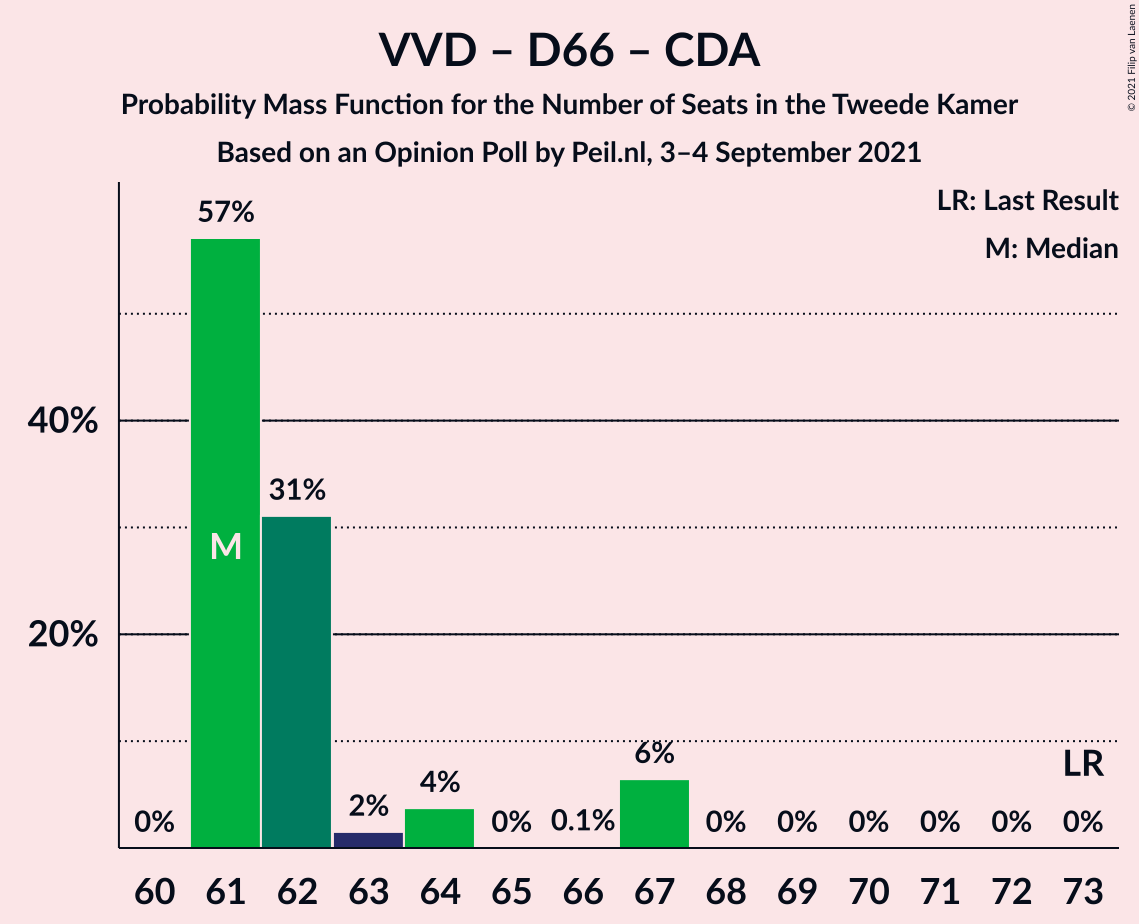 VVD – D66 – CDA
Probability Mass Function for the Number of Seats in the Tweede Kamer
Based on an Opinion Poll by Peil.nl, 3–4 September 2021
© 2021 Filip van Laenen
LR: Last Result
M: Median
57%
40%
31%
M
20%
6%
LR
4%
2%
0% 0% 0.1% 0% 0% 0% 0% 0% 0%
60 61 62 63 64 65 66 67 68 69 70 71 72 73